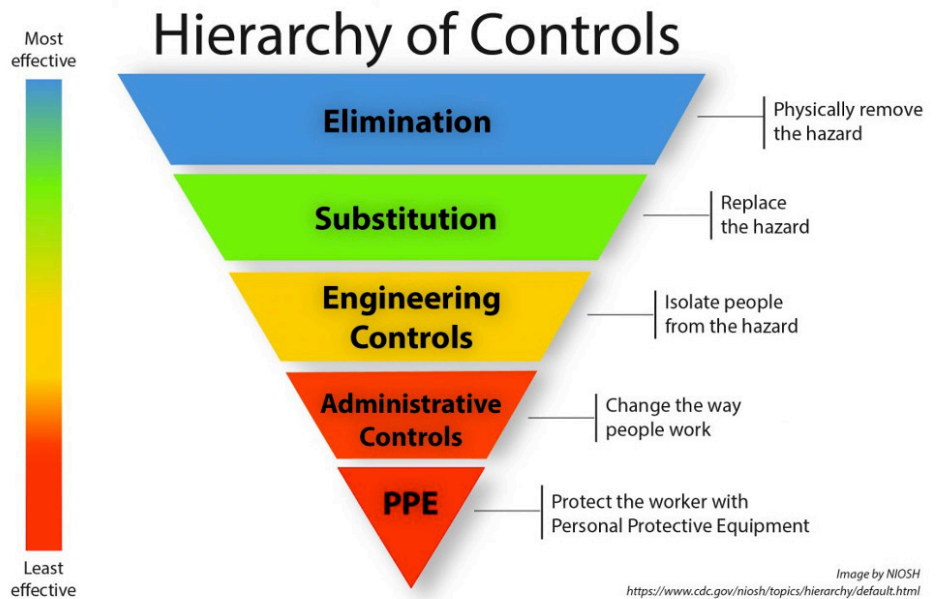 Hierarchy of Controls
Most
effective
Elimination
Physically remove
the hazard
Substitution
Replace
the hazard
Engineering
Controls
Isolate people
from the hazard
Administrative
Controls
Change the way
people work
PPE
Protect the worker with
Personal Protective Equipment
Least
effective
Image by NIOSH
https://www.cdc.gov/niosh/topics/hierarchy/default.html